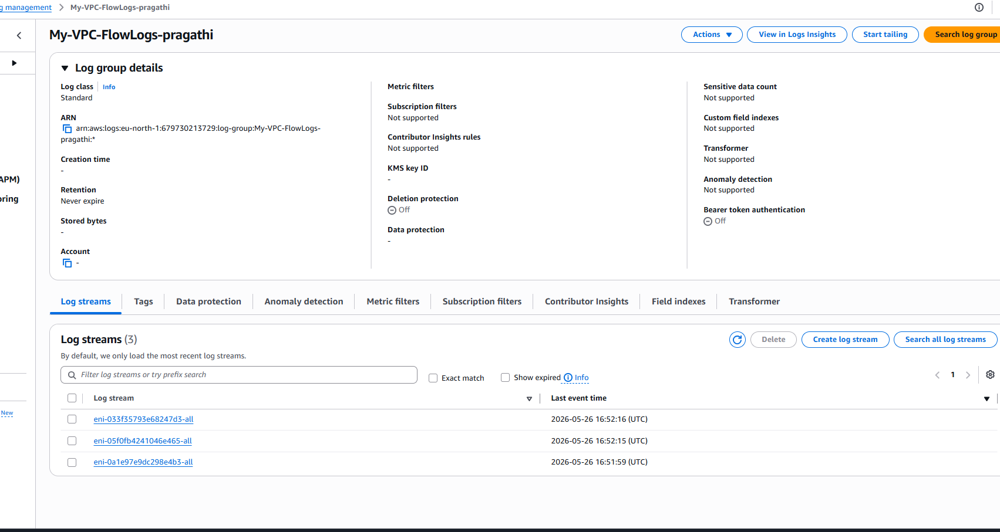 g management > My-VPC-FlowLogs-pragathi
My-VPC-FlowLogs-pragathi
Actions
View in Logs Insights
Start tailing
Search log group
Log group details
Log class
Info
Standard
ARN
arn:aws:logs:eu-north-1:679730213729:log-group:My-VPC-FlowLogs-
pragathi:*
Creation time
-
Retention
Never expire
Stored bytes
-
Account
-
Metric filters
Subscription filters
Not supported
Contributor Insights rules
Not supported
KMS key ID
-
Deletion protection
Off
Data protection
-
Sensitive data count
Not supported
Custom field indexes
Not supported
Transformer
Not supported
Anomaly detection
Not supported
Bearer token authentication
Off
APM)
oring
New
Log streams
Tags
Data protection
Anomaly detection
Metric filters
Subscription filters
Contributor Insights
Field indexes
Transformer
Log streams (3)
Delete
Create log stream
Search all log streams
By default, we only load the most recent log streams.
Filter log streams or try prefix search
Exact match
Show expired
Info
1
Log stream
Last event time
eni-033f35793e68247d3-all
2026-05-26 16:52:16 (UTC)
eni-05f0fb4241046e465-all
2026-05-26 16:52:15 (UTC)
eni-0a1e97e9dc298e4b3-all
2026-05-26 16:51:59 (UTC)